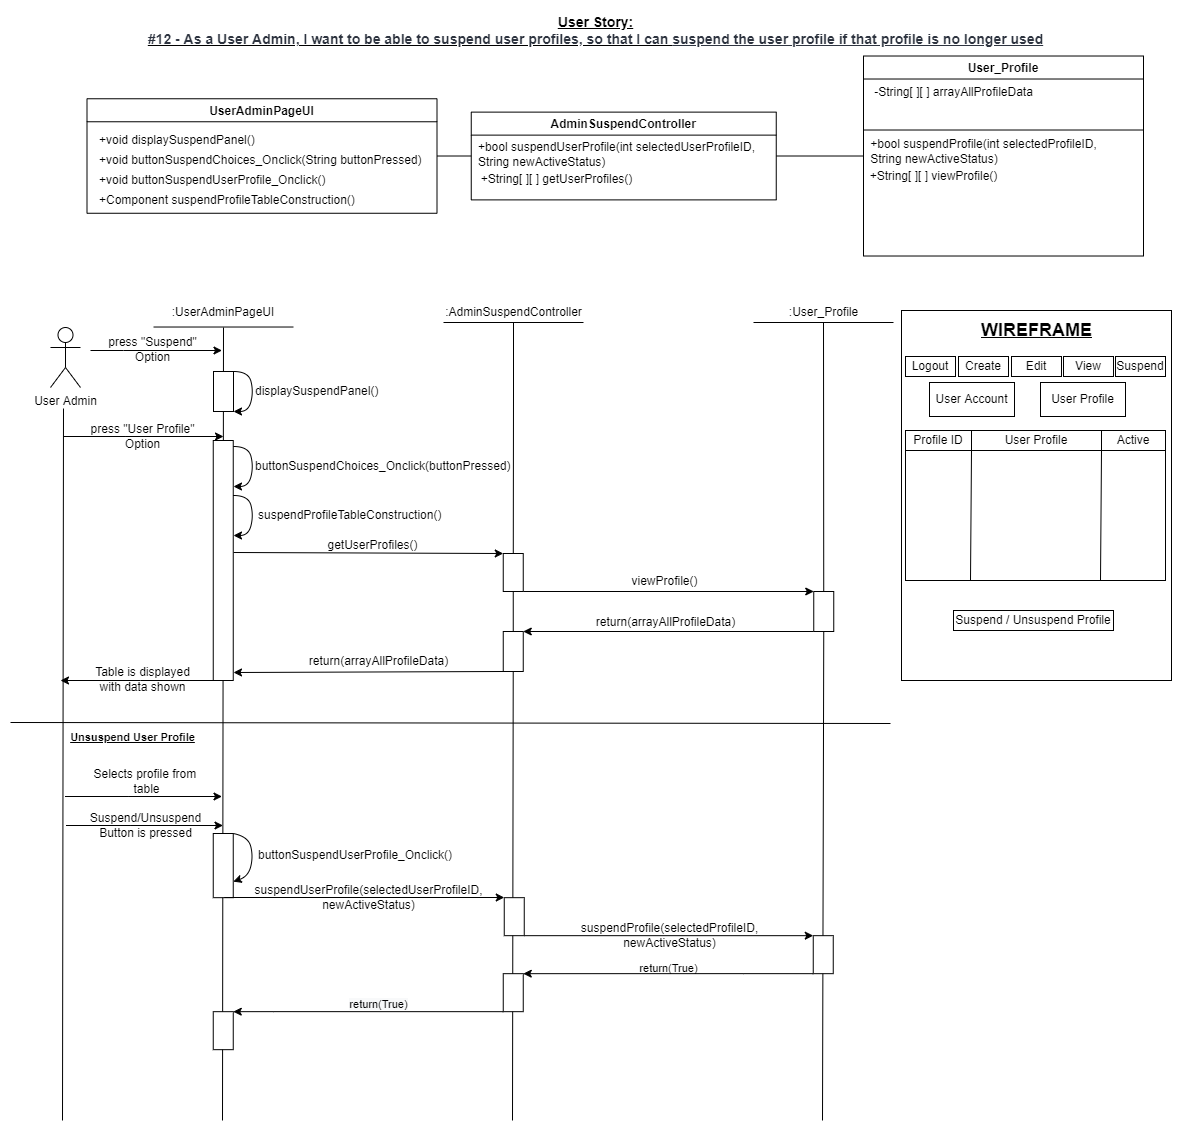 User Story:
#12 - As a User Admin, I want to be able to suspend user profiles, so that I can suspend the user profile if that profile is no longer used
UserAdminPageUI
+void displaySuspendPanel()
+void buttonSuspendChoices_Onclick(String buttonPressed)
+void buttonSuspendUserProfile_Onclick()
+Component suspendProfileTableConstruction()
AdminSuspendController
+bool suspendUserProfile(int selectedUserProfileID,
String newActiveStatus)
+String[ ][ ] getUserProfiles()
User_Profile
-String[ ][ ] arrayAllProfileData
+bool suspendProfile(int selectedProfileID,
String newActiveStatus)
+String[ ][ ] viewProfile()
:UserAdminPageUI
:AdminSuspendController
:User_Profile
User Admin
press "Suspend"
Option
displaySuspendPanel()
press "User Profile"
Option
buttonSuspendChoices_Onclick(buttonPressed)
suspendProfileTableConstruction()
getUserProfiles()
viewProfile()
return(arrayAllProfileData)
return(arrayAllProfileData)
Table is displayed
with data shown
Unsuspend User Profile
Selects profile from
table
Suspend/Unsuspend
Button is pressed
buttonSuspendUserProfile_Onclick()
suspendUserProfile(selectedUserProfileID,
newActiveStatus)
suspendProfile(selectedProfileID,
newActiveStatus)
return(True)
return(True)
WIREFRAME
Logout Create Edit View Suspend
User Account User Profile
Profile ID User Profile Active
Suspend / Unsuspend Profile